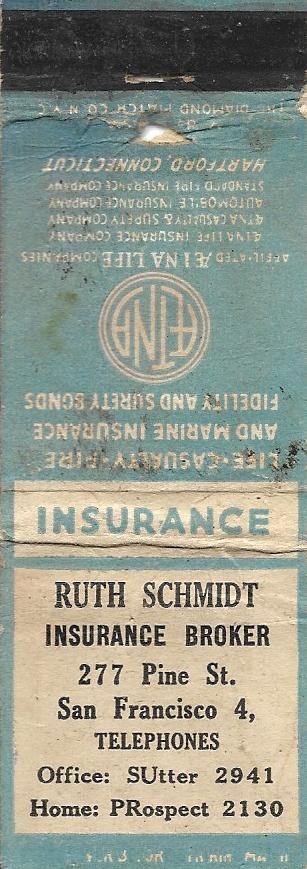 THE DIAMOND MATCH CO. N.Y.C.
LIFE-CASUALTY-FIRE
AND MARINE INSURANCE
FIDELITY AND SURETY BONDS
ÆTNA
AFFILIATED ÆTNA LIFE COMPANIES
ÆTNA LIFE INSURANCE COMPANY
ÆTNA CASUALTY & SURETY COMPANY
AUTOMOBILE INSURANCE COMPANY
STANDARD FIRE INSURANCE COMPANY
HARTFORD, CONNECTICUT
INSURANCE
RUTH SCHMIDT
INSURANCE BROKER
277 Pine St.
San Francisco 4,
TELEPHONES
Office: SUtter 2941
Home: PRospect 2130